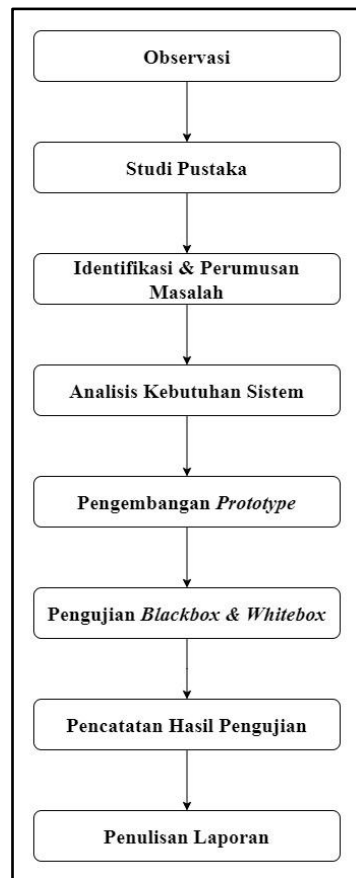 Observasi
Studi Pustaka
Identifikasi & Perumusan
Masalah
Analisis Kebutuhan Sistem
Pengembangan Prototype
Pengujian Blackbox & Whitebox
Pencatatan Hasil Pengujian
Penulisan Laporan